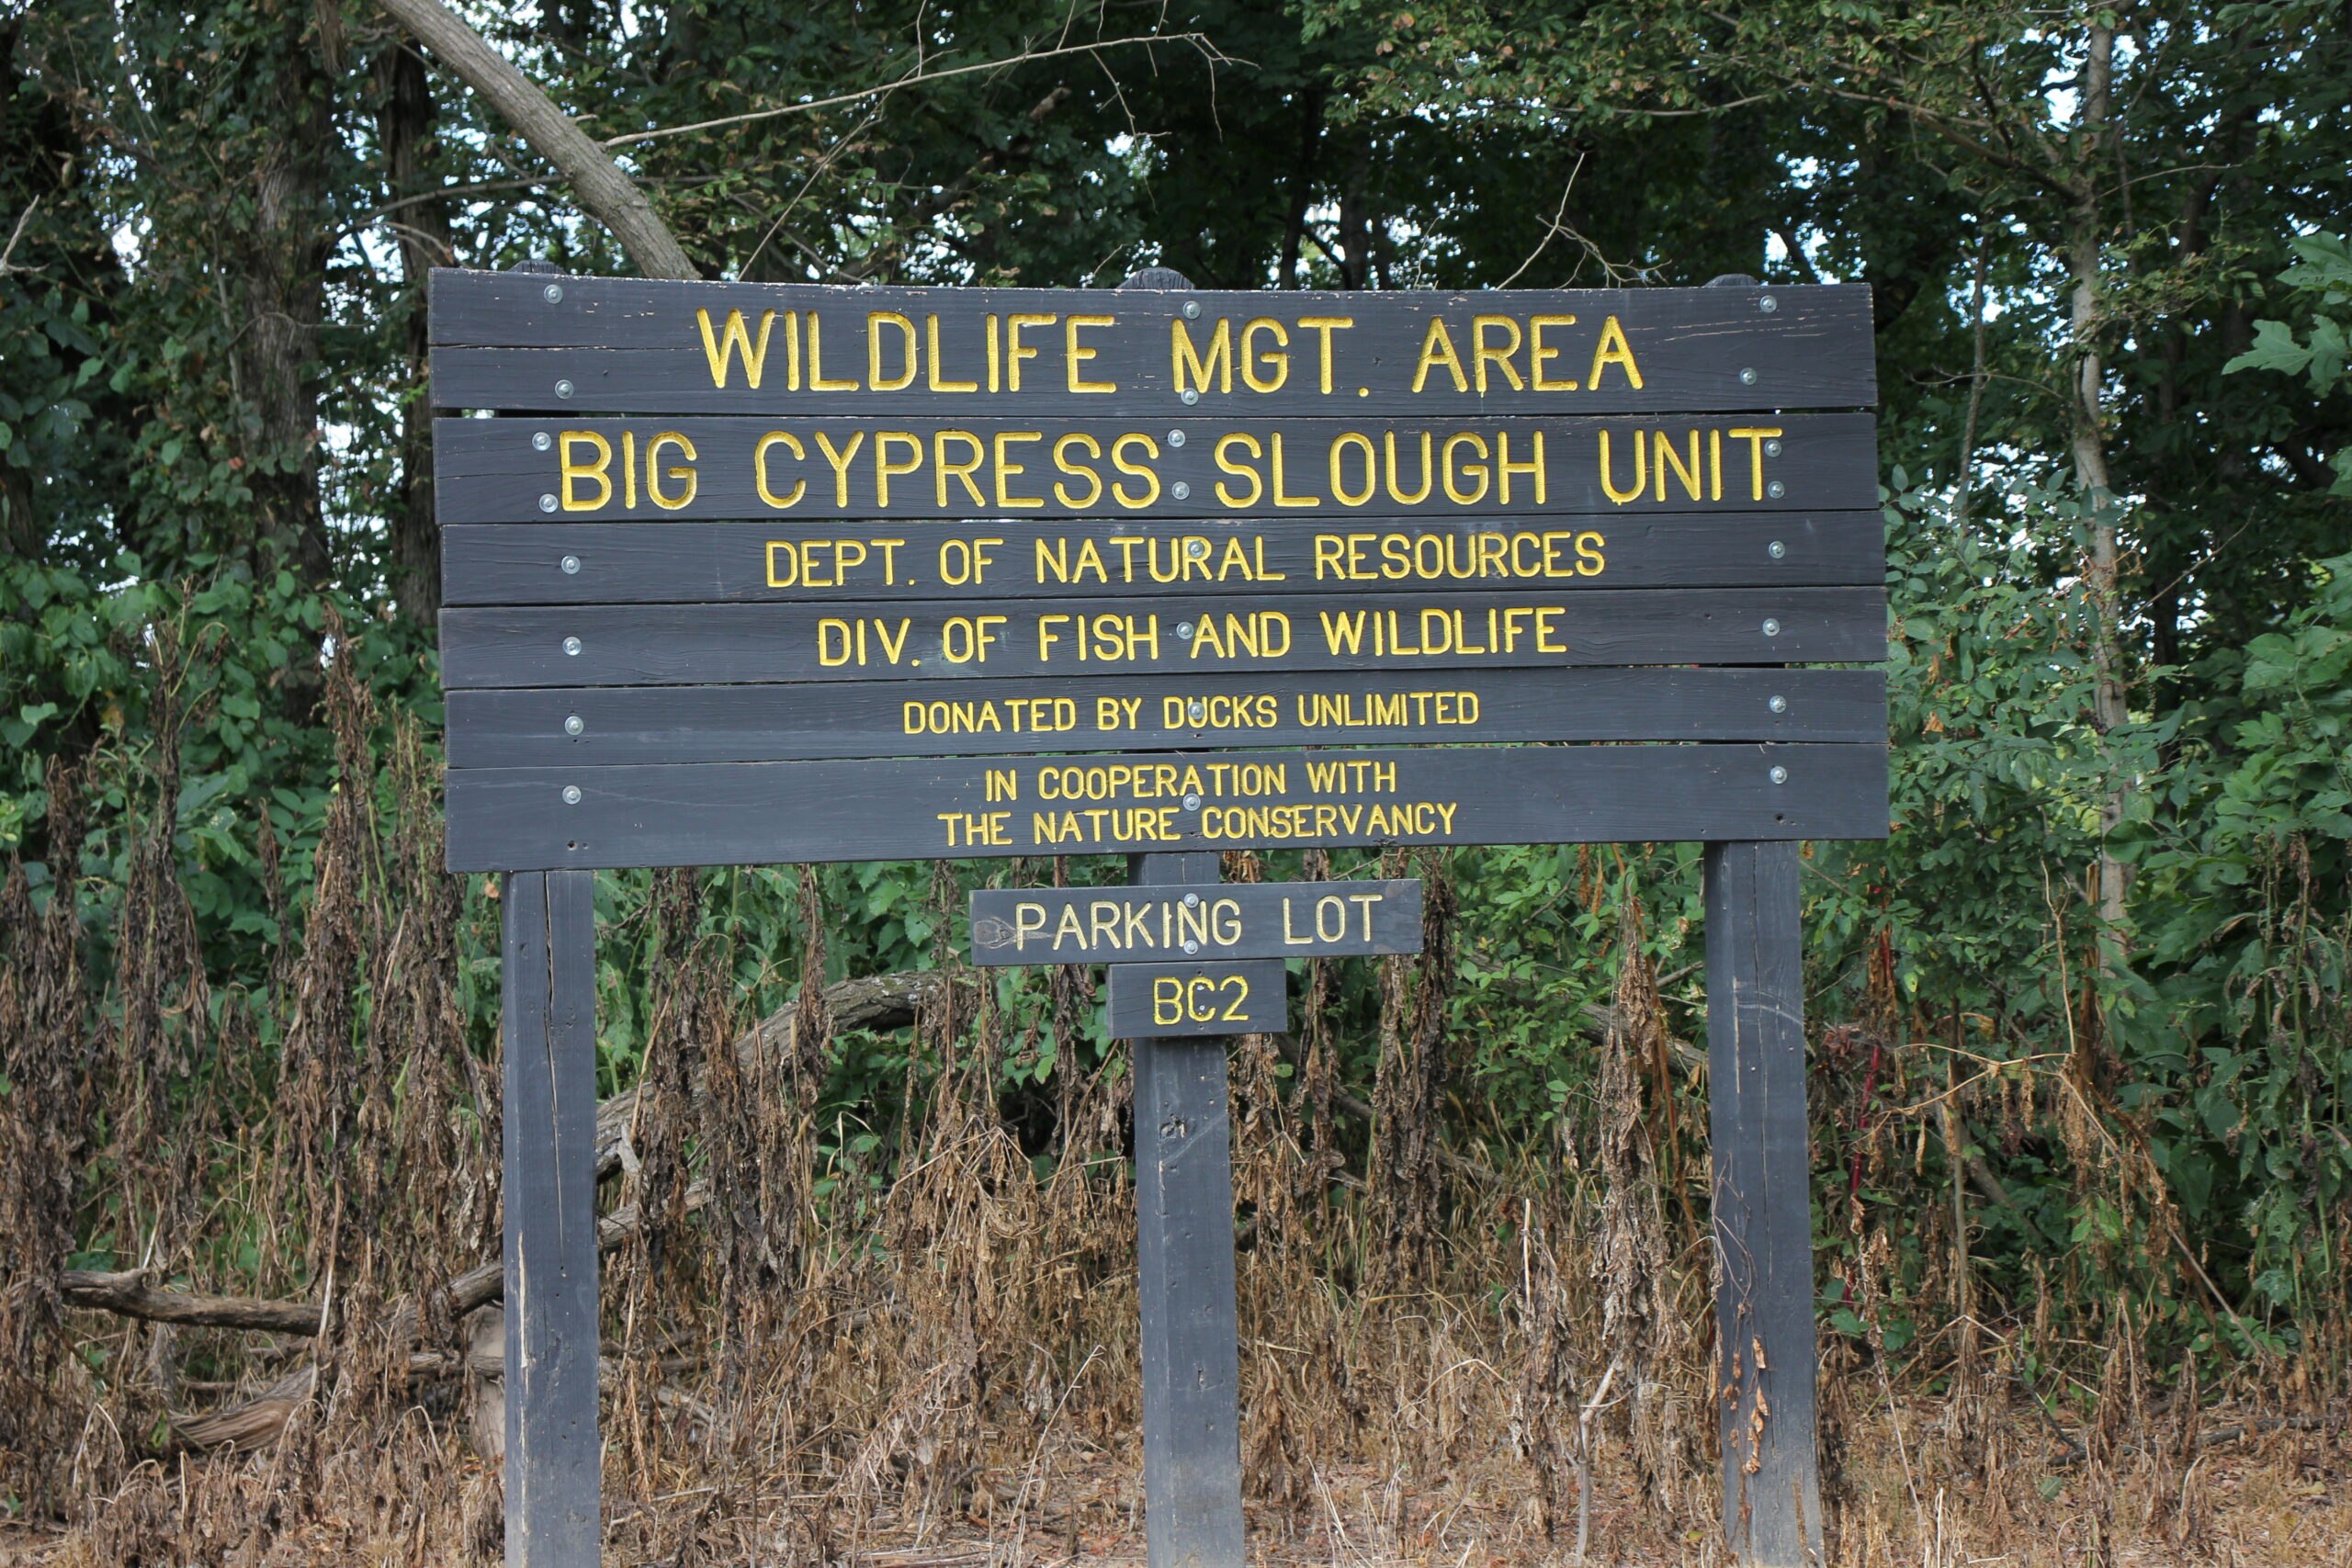 WILDLIFE MGT. AREA
BIG CYPRESS SLOUGH UNIT
DEPT. OF NATURAL RESOURCES
DIV. OF FISH AND WILDLIFE
DONATED BY DUCKS UNLIMITED
IN COOPERATION WITH
THE NATURE CONSERVANCY
PARKING LOT
BC2